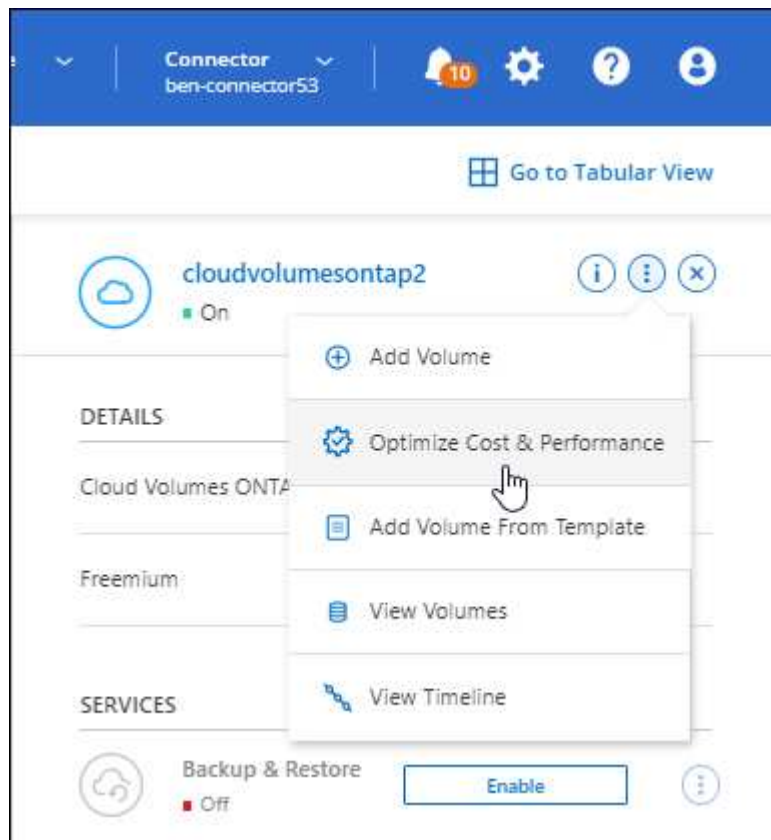 Connector
ben-connector53
10
Go to Tabular View
cloudvolumesontap2
On
Add Volume
DETAILS
Optimize Cost & Performance
Cloud Volumes ONTA
Add Volume From Template
Freemium
View Volumes
View Timeline
SERVICES
Backup & Restore
Enable
Off